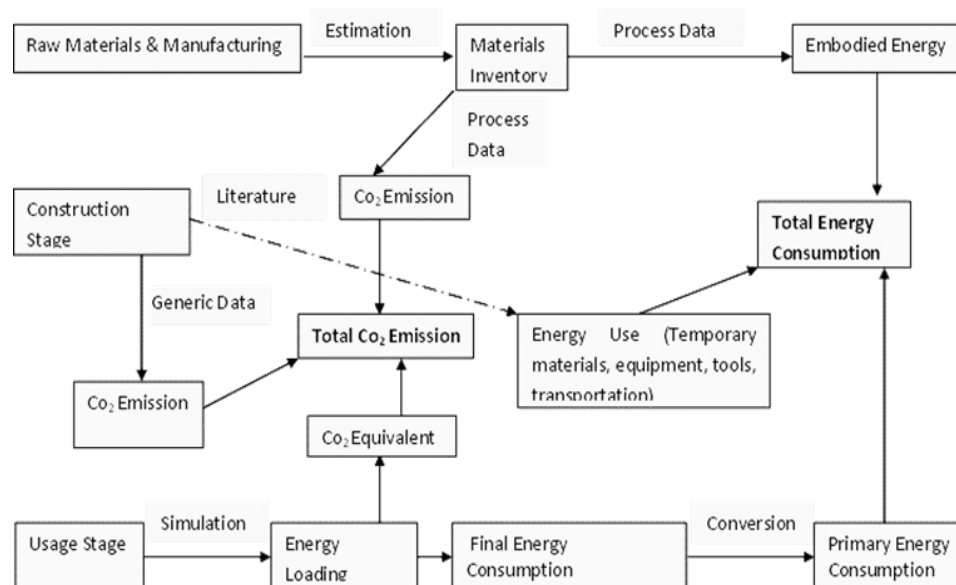 Estimation
Process Data
Raw Materials & Manufacturing
Materials
Inventory
Embodied Energy
Process
Data
Literature
Co₂ Emission
Construction
Stage
Total Energy
Consumption
Generic Data
Total Co₂ Emission
Energy Use (Temporary
materials, equipment, tools,
transportation)
Co₂ Emission
Co₂ Equivalent
Simulation
Conversion
Usage Stage
Energy
Loading
Final Energy
Consumption
Primary Energy
Consumption